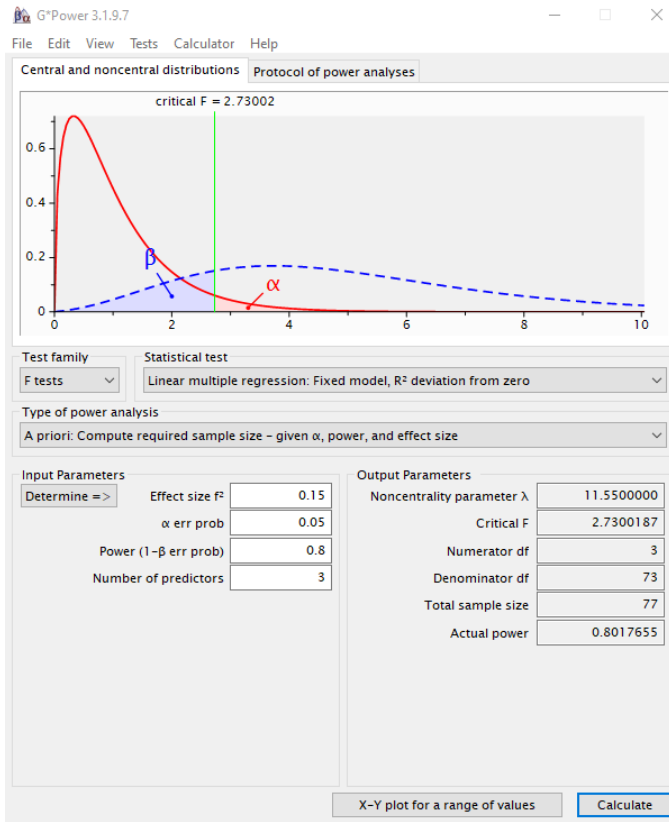 G*Power 3.1.9.7
File Edit View Tests Calculator Help
Central and noncentral distributions Protocol of power analyses
critical F = 2.73002
0.6
0.4
0.2
0
β
α
0 2 4 6 8 10
Test family Statistical test
F tests Linear multiple regression: Fixed model, R² deviation from zero
Type of power analysis
A priori: Compute required sample size - given α, power, and effect size
Input Parameters Output Parameters
Determine => Effect size f² 0.15 Noncentrality parameter λ 11.5500000
α err prob 0.05 Critical F 2.7300187
Power (1-β err prob) 0.8 Numerator df 3
Number of predictors 3 Denominator df 73
Total sample size 77
Actual power 0.8017655
X-Y plot for a range of values Calculate